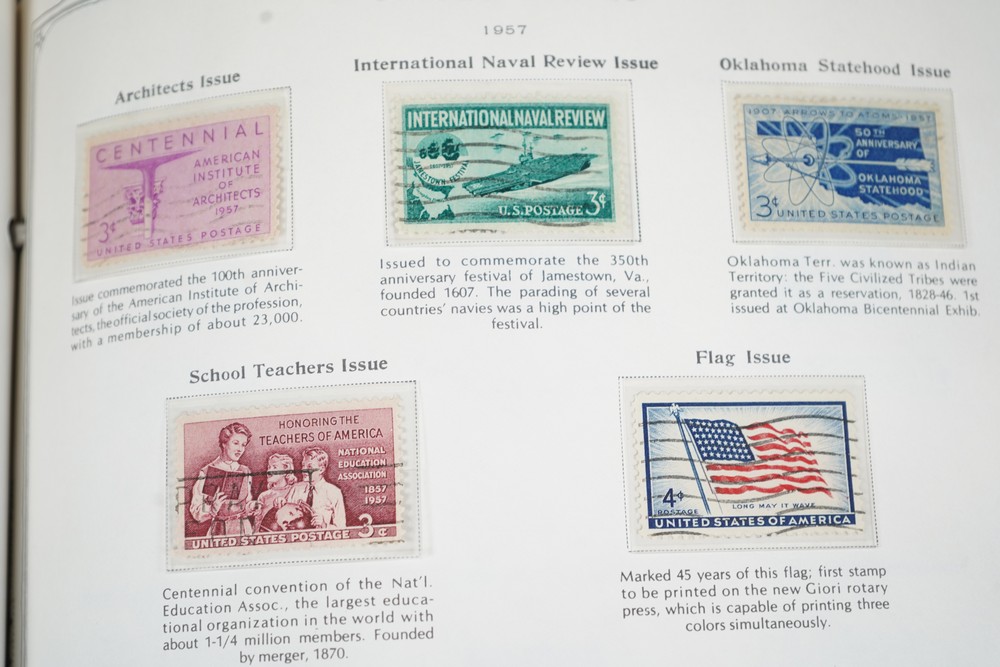 1957
Architects Issue
CENTENNIAL
AMERICAN
INSTITUTE
OF
ARCHITECTS
1957
3¢
UNITED STATES POSTAGE
Issue commemorated the 100th anniver-
sary of the American Institute of Archi-
tects, the official society of the profession,
with a membership of about 23,000.
International Naval Review Issue
INTERNATIONAL NAVAL REVIEW
JAMESTOWN FESTIVAL
U.S. POSTAGE 3¢
Issued to commemorate the 350th
anniversary festival of Jamestown, Va.,
founded 1607. The parading of several
countries' navies was a high point of the
festival.
Oklahoma Statehood Issue
1907 ARROWS TO ATOMS 1957
50TH
ANNIVERSARY
OF
OKLAHOMA
STATEHOOD
3¢ UNITED STATES POSTAGE
Oklahoma Terr. was known as Indian
Territory: the Five Civilized Tribes were
granted it as a reservation, 1828-46. 1st
issued at Oklahoma Bicentennial Exhib.
School Teachers Issue
HONORING THE
TEACHERS OF AMERICA
NATIONAL
EDUCATION
ASSOCIATION
1857
1957
UNITED STATES POSTAGE 3¢
Centennial convention of the Nat'l.
Education Assoc., the largest educa-
tional organization in the world with
about 1-1/4 million members. Founded
by merger, 1870.
Flag Issue
4¢
POSTAGE
LONG MAY IT WAVE
UNITED STATES OF AMERICA
Marked 45 years of this flag; first stamp
to be printed on the new Giori rotary
press, which is capable of printing three
colors simultaneously.